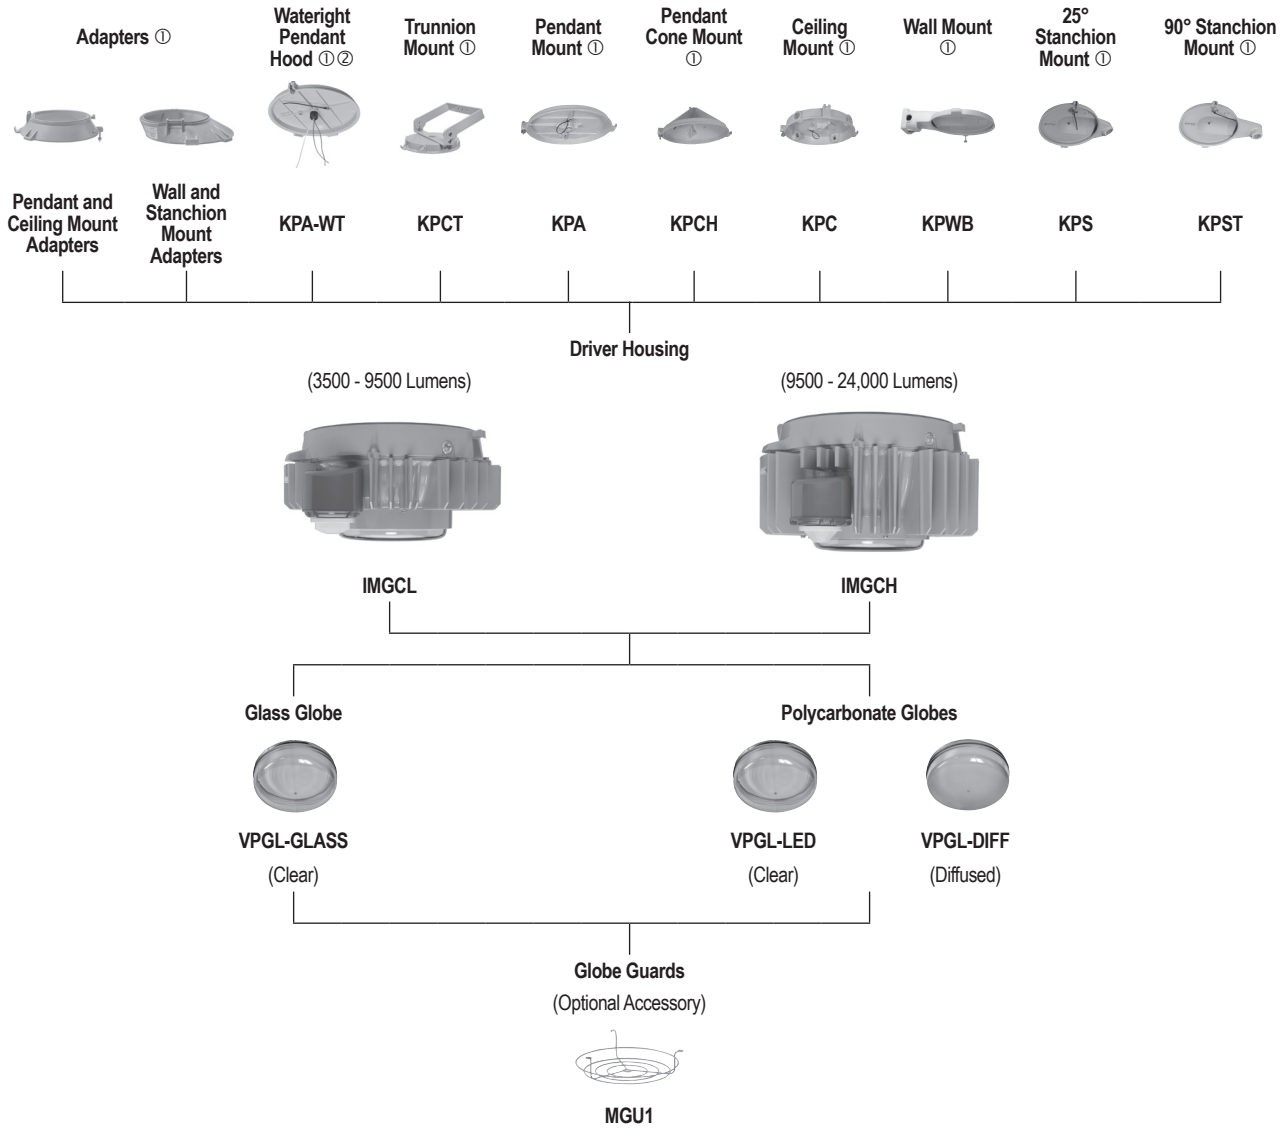 Adapters ①
Wateright
Pendant
Hood ①②
Trunnion
Mount ①
Pendant
Mount ①
Pendant
Cone Mount
①
Ceiling
Mount ①
Wall Mount
①
25°
Stanchion
Mount ①
90° Stanchion
Mount ①
Pendant and
Ceiling Mount
Adapters
Wall and
Stanchion
Mount
Adapters
KPA-WT
KPCT
KPA
KPCH
KPC
KPWB
KPS
KPST
Driver Housing
(3500 - 9500 Lumens)
(9500 - 24,000 Lumens)
IMGCL
IMGCH
Glass Globe
Polycarbonate Globes
VPGL-GLASS
(Clear)
VPGL-LED
(Clear)
VPGL-DIFF
(Diffused)
Globe Guards
(Optional Accessory)
MGU1